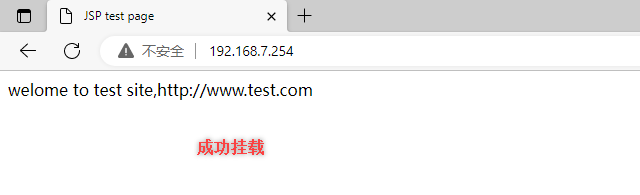 JSP test page
不安全 192.168.7.254
welome to test site,http://www.test.com
成功挂载